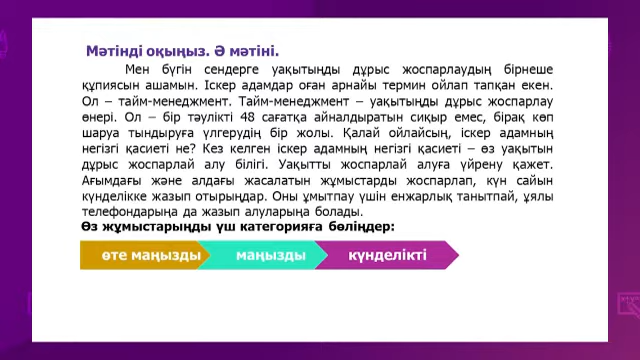 Мәтінді оқыңыз. Ә мәтіні.
Мен бүгін сендерге уақытыңды дұрыс жоспарлаудың бірнеше
құпиясын ашамын. Іскер адамдар оған арнайы термин ойлап тапқан екен.
Ол – тайм-менеджмент. Тайм-менеджмент – уақытыңды дұрыс жоспарлау
өнері. Ол – бір тәулікті 48 сағатқа айналдыратын сиқыр емес, бірақ көп
шаруа тындыруға үлгерудің бір жолы. Қалай ойлайсың, іскер адамның
негізгі қасиеті не? Кез келген іскер адамның негізгі қасиеті – өз уақытын
дұрыс жоспарлай алу білігі. Уақытты жоспарлай алуға үйрену қажет.
Ағымдағы және алдағы жасалатын жұмыстарды жоспарлап, күн сайын
күнделікке жазып отырыңдар. Оны ұмытпау үшін енжарлық танытпай, ұялы
телефондарыңа да жазып алуларыңа болады.
Өз жұмыстарыңды үш категорияға бөліңдер:
өте маңызды маңызды күнделікті